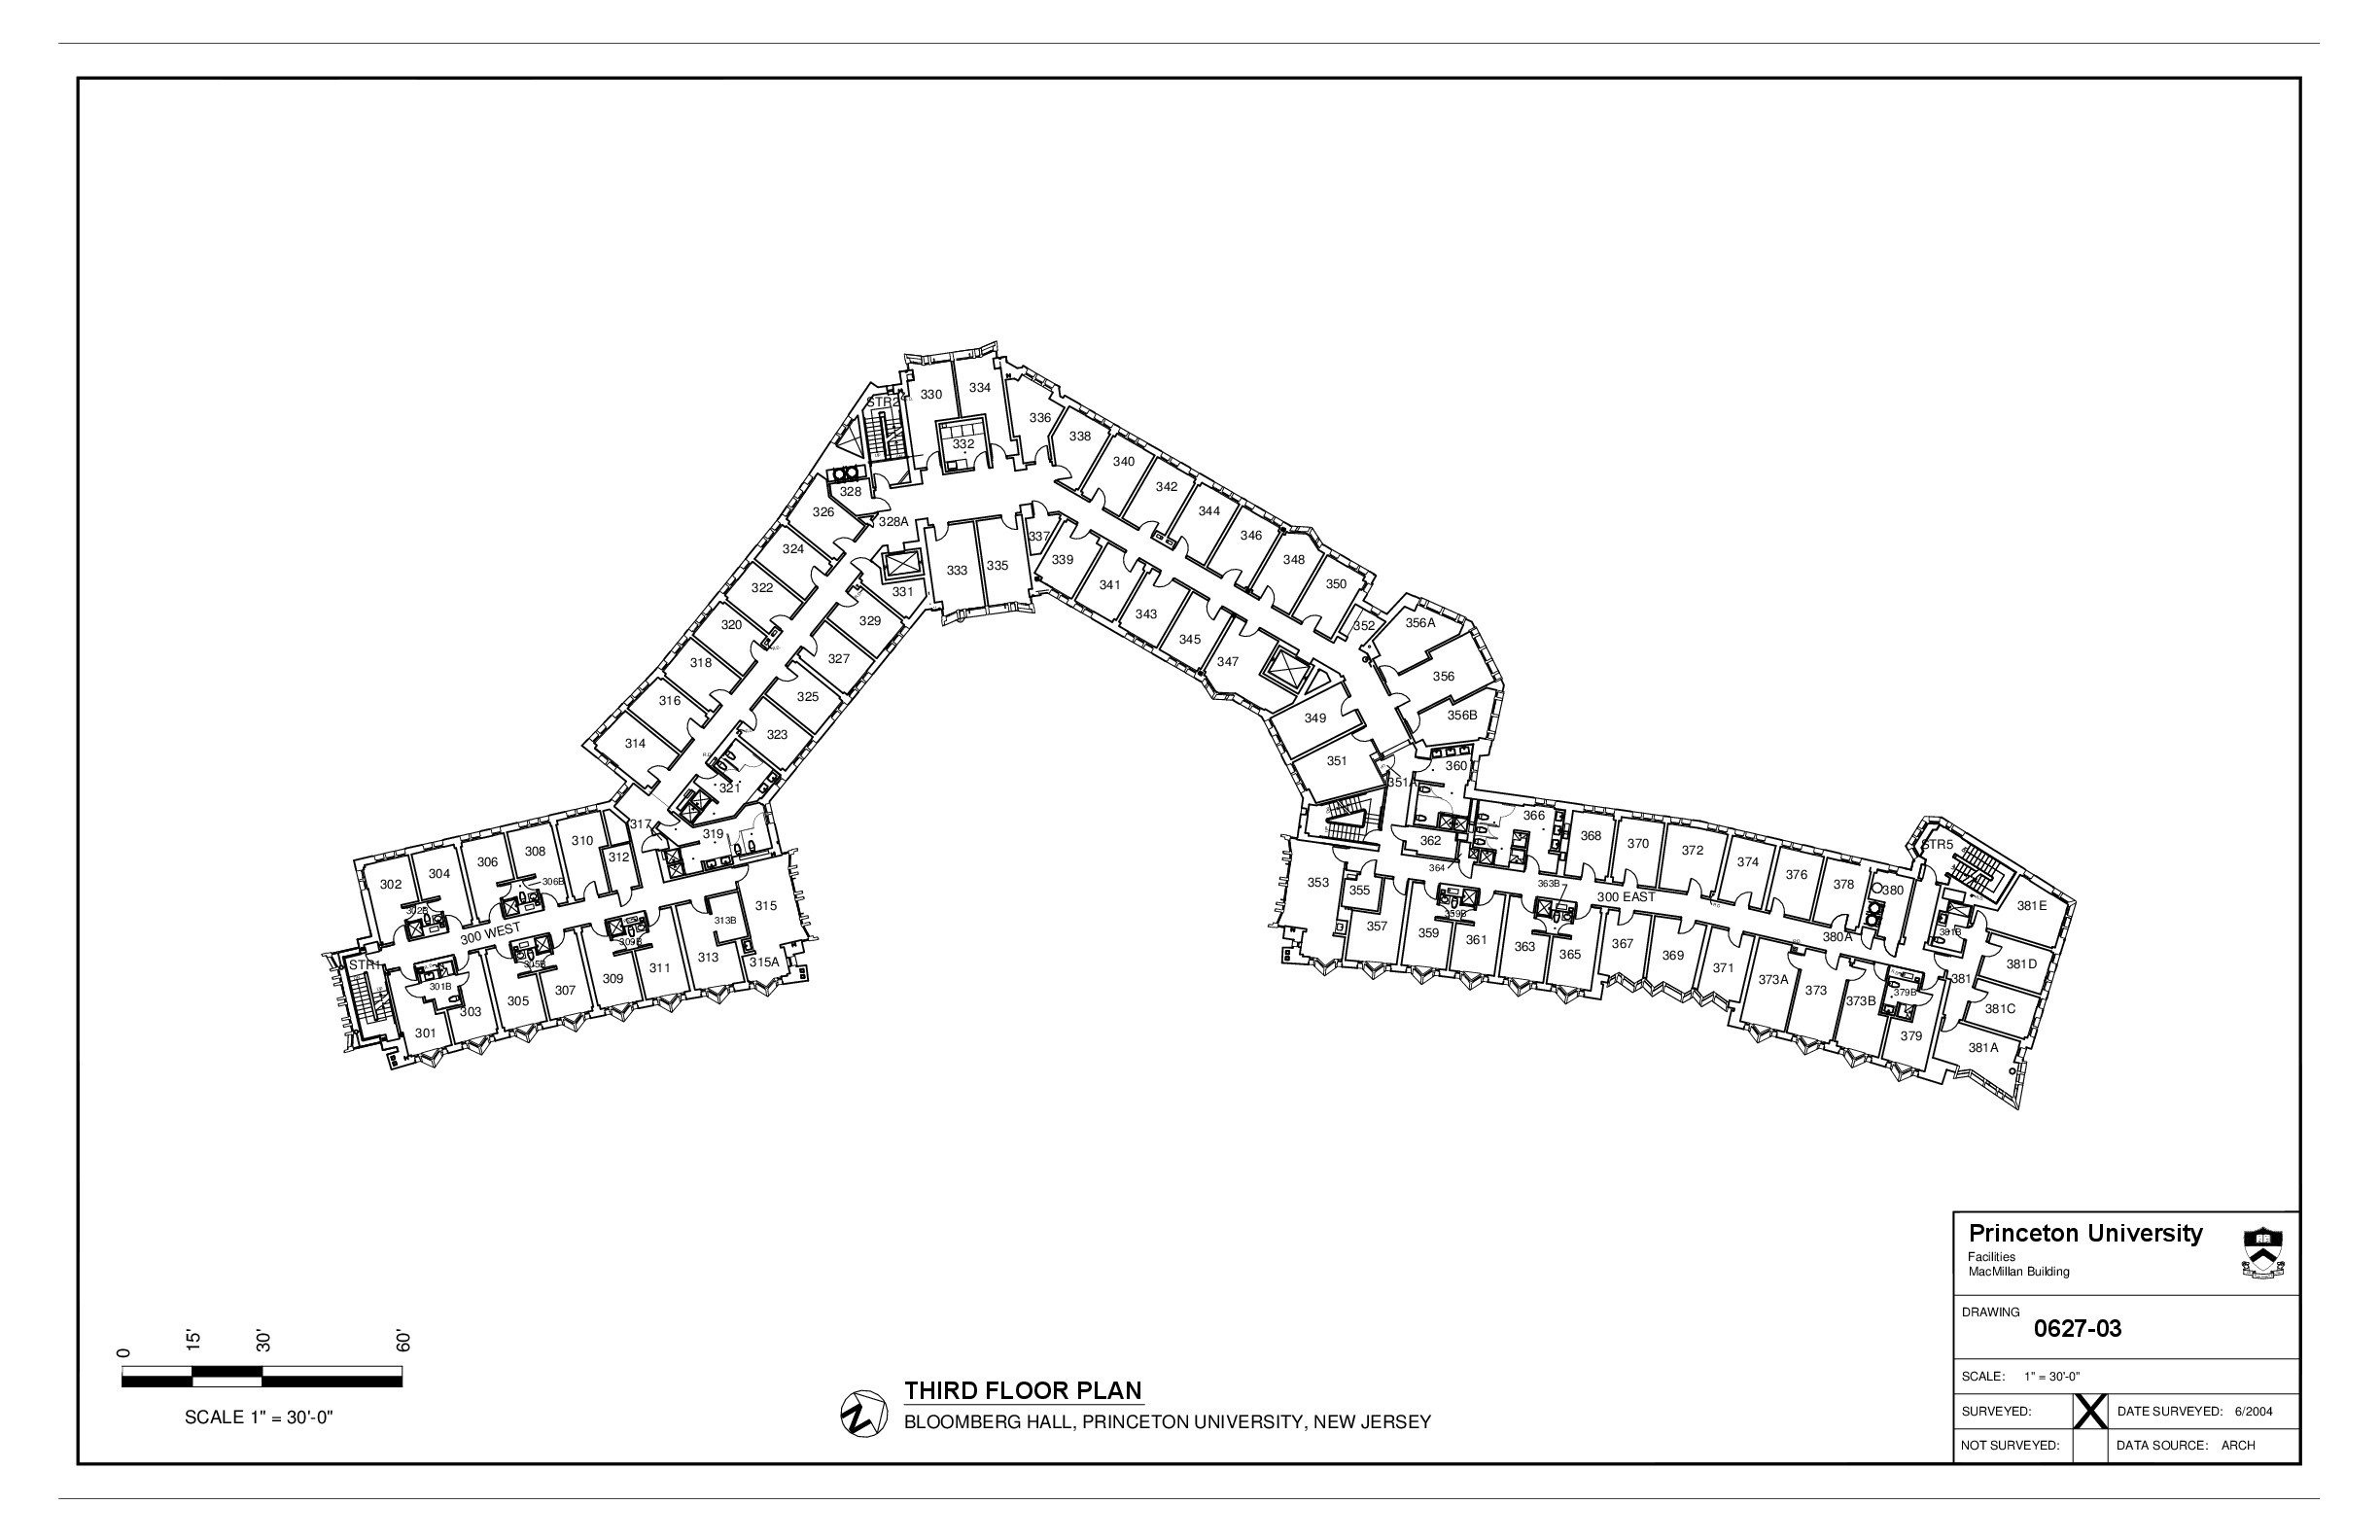 330
334
STR2
336
332
338
340
328
342
326
344
328A
346
337
324
348
339
333
335
350
341
322
331
343
320
329
352
356A
345
327
318
347
356
325
316
349
356B
323
314
351
360
321
351A
317
319
366
368
362
370
310
308
312
306
304
302
364
372
374
376
378
380
STR5
353
355
363B
300 EAST
381E
306B
302B
315
313B
359B
357
359
361
363
365
367
369
371
380A
381B
300 WEST
309B
305B
STR1
301B
311
313
315A
309
307
305
303
301
373A
373
373B
379B
379
381
381D
381C
381A
Princeton University
Facilities
MacMillan Building
DRAWING
0627-03
SCALE: 1" = 30'-0"
SURVEYED: X DATE SURVEYED: 6/2004
NOT SURVEYED: DATA SOURCE: ARCH
0 15' 30' 60'
SCALE 1" = 30'-0"
N
THIRD FLOOR PLAN
BLOOMBERG HALL, PRINCETON UNIVERSITY, NEW JERSEY